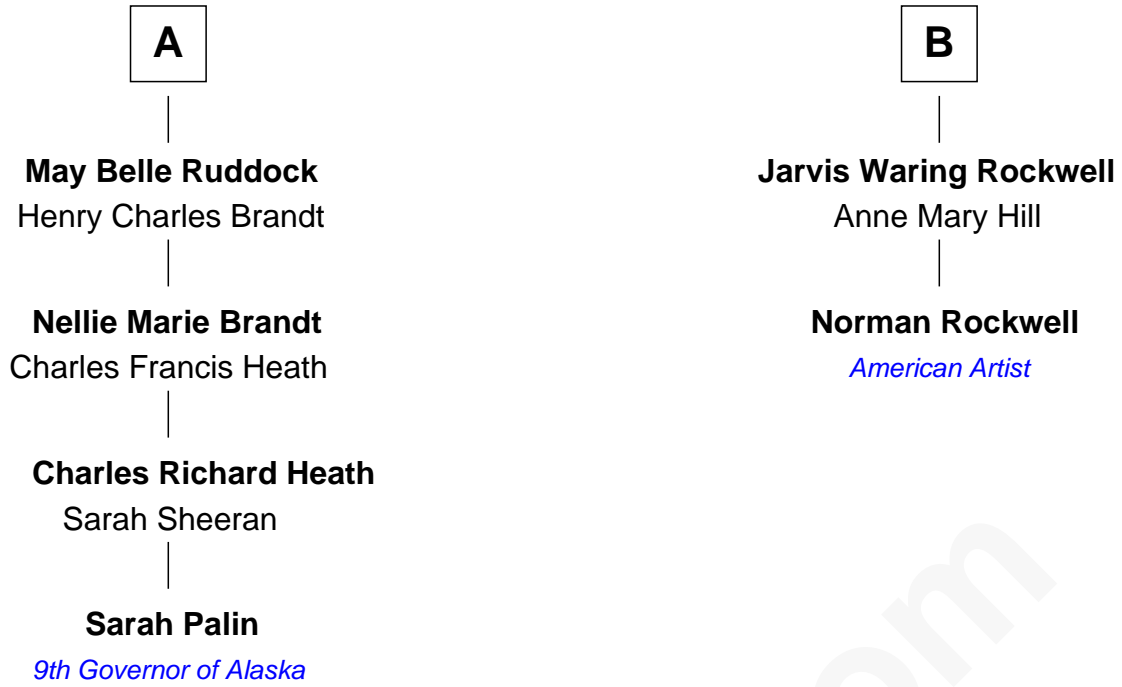 A
May Belle Ruddock
Henry Charles Brandt
Nellie Marie Brandt
Charles Francis Heath
Charles Richard Heath
Sarah Sheeran
Sarah Palin
9th Governor of Alaska
B
Jarvis Waring Rockwell
Anne Mary Hill
Norman Rockwell
American Artist
om